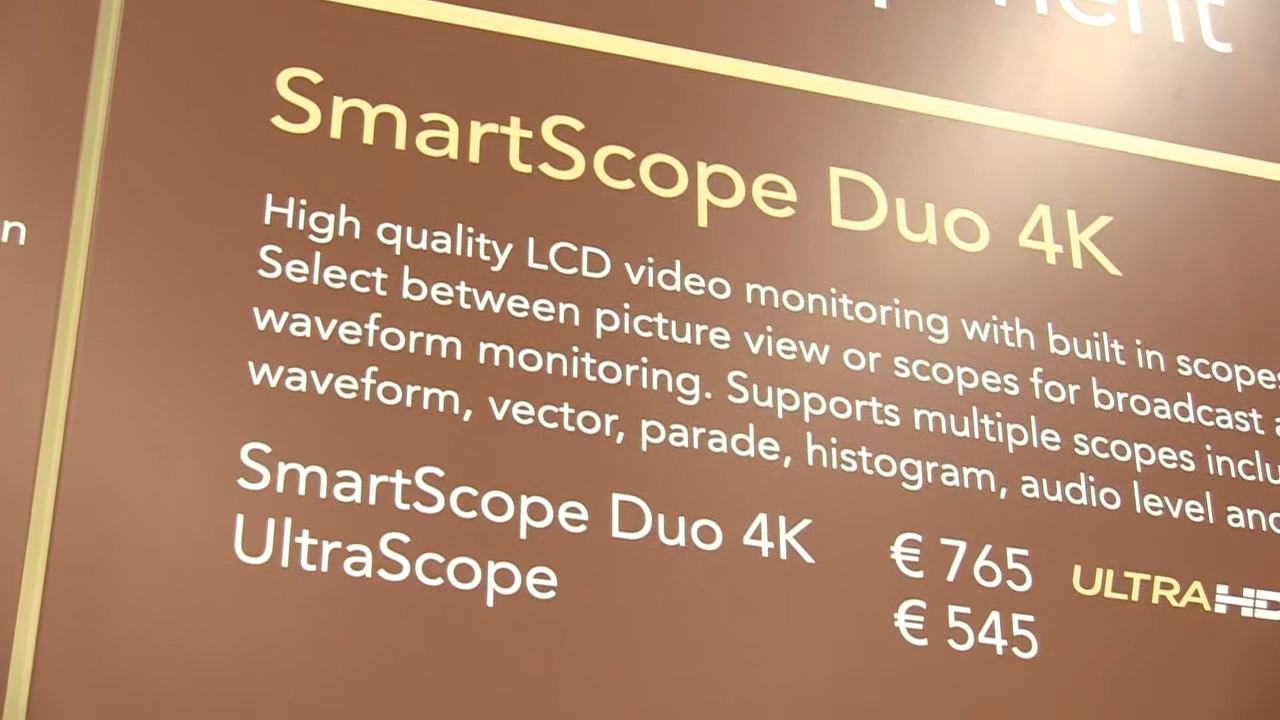 SmartScope Duo 4K
High quality LCD video monitoring with built in scopes
Select between picture view or scopes for broadcast
waveform monitoring. Supports multiple scopes inclu
waveform, vector, parade, histogram, audio level and
SmartScope Duo 4K € 765 ULTRAHD
UltraScope € 545